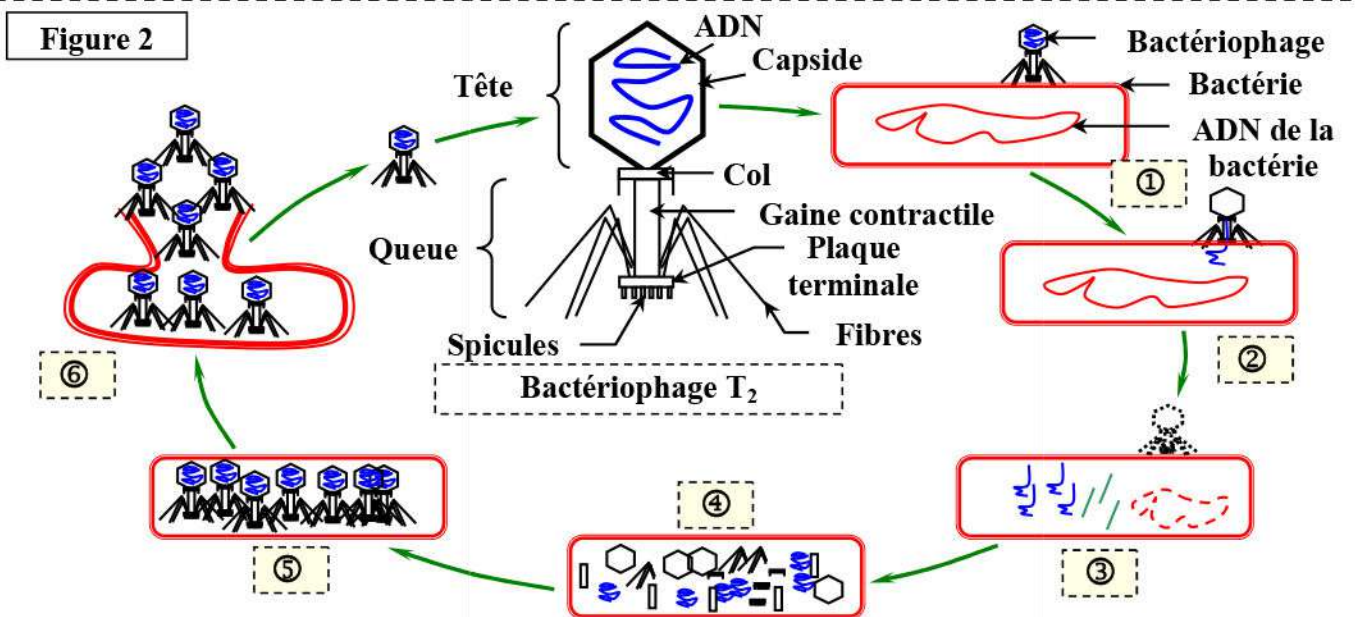 Figure 2
ADN
Capside
Tête
Bactériophage
Bactérie
ADN de la
bactérie
①
Col
Gaine contractile
Queue
Plaque
terminale
Spicules
Fibres
Bactériophage T₂
②
③
④
⑤
⑥